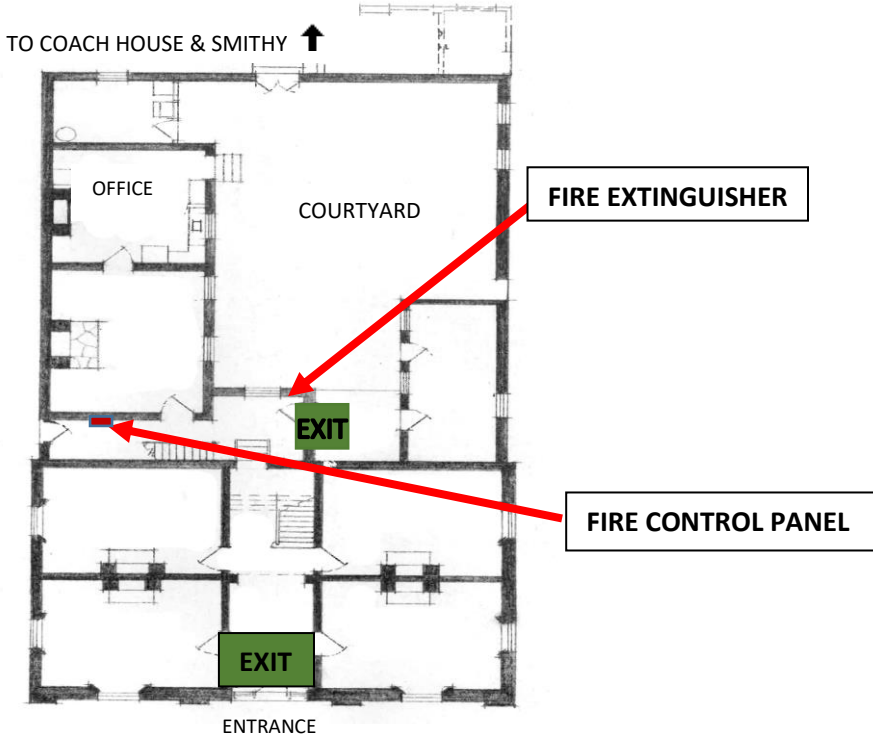 TO COACH HOUSE & SMITHY
OFFICE
COURTYARD
FIRE EXTINGUISHER
EXIT
FIRE CONTROL PANEL
EXIT
ENTRANCE